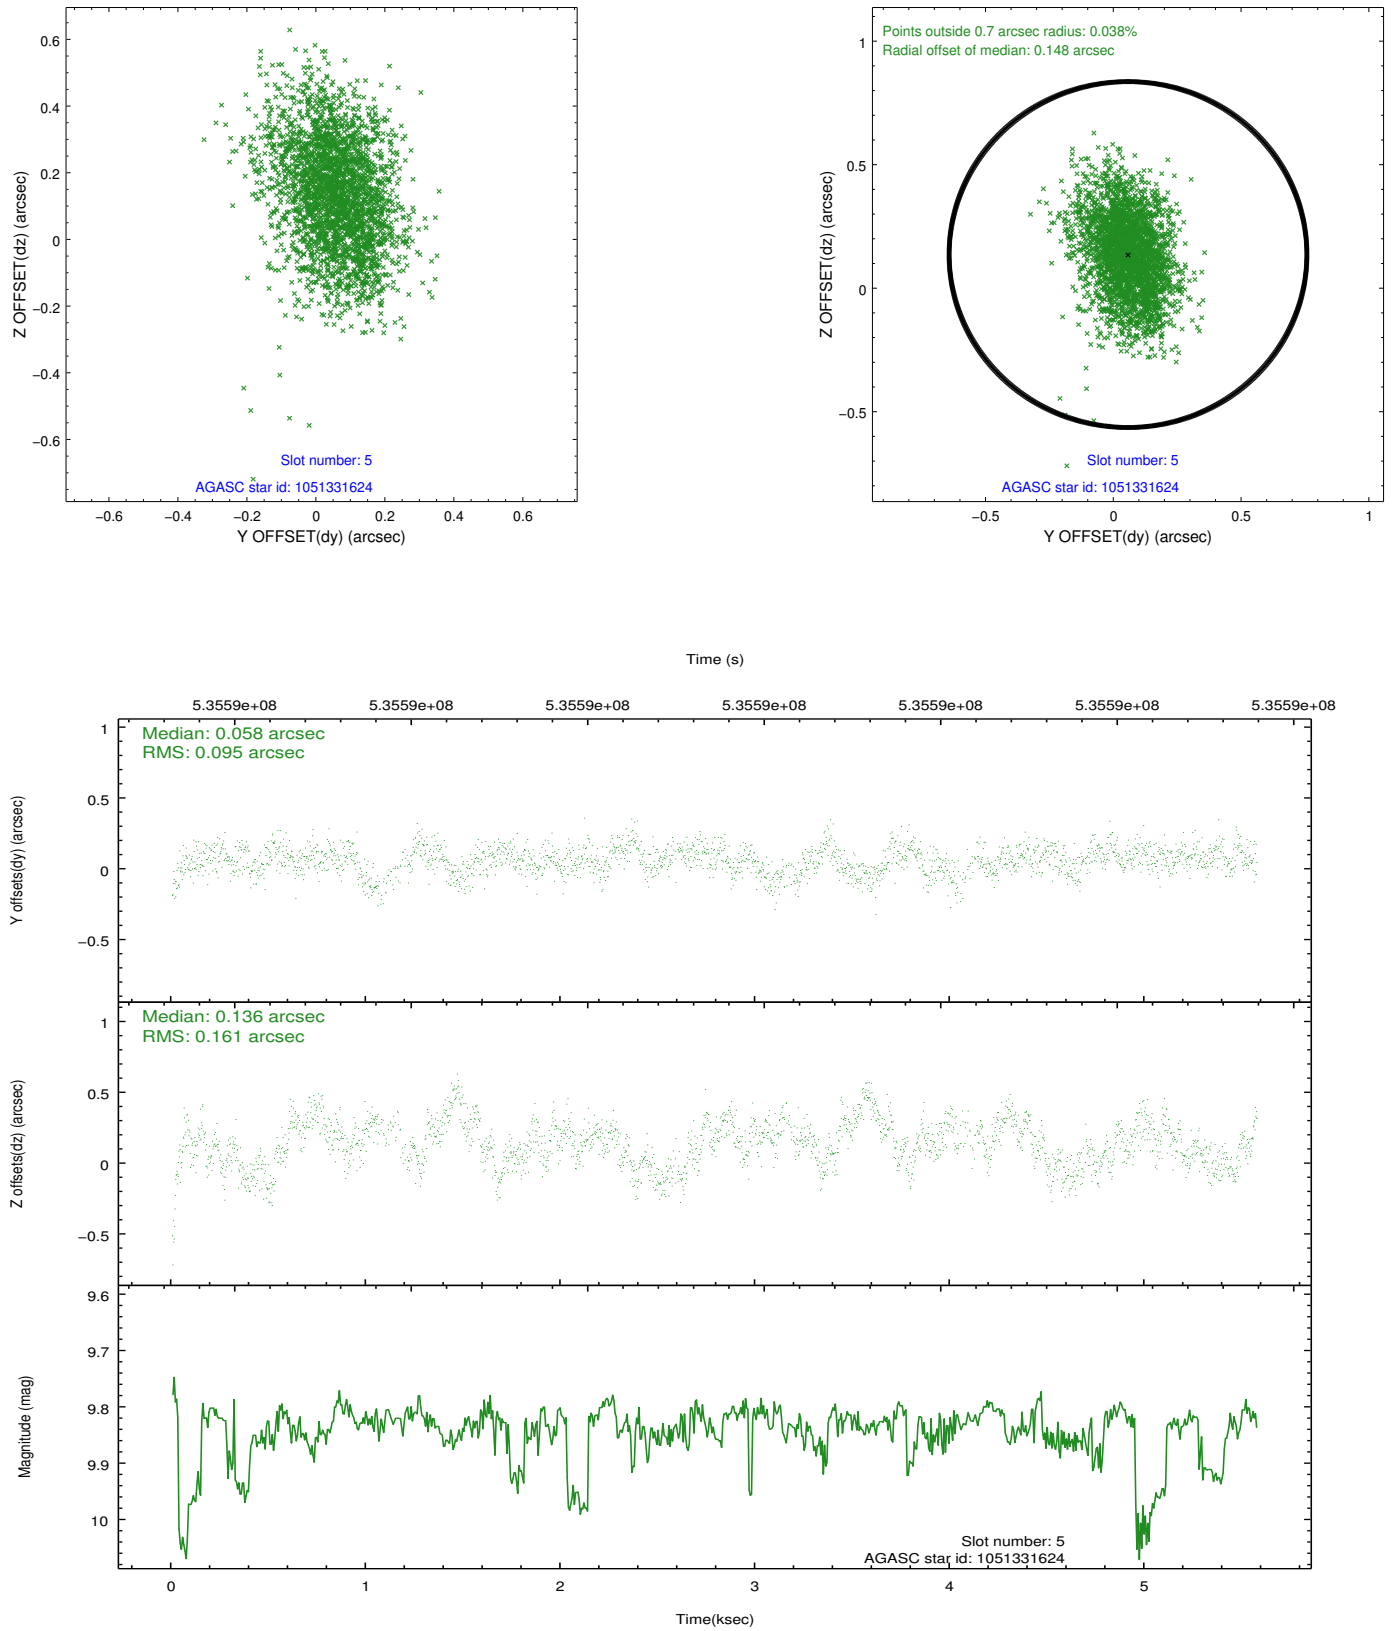 0.6
0.4
0.2
0
−0.2
−0.4
−0.6
Z OFFSET(dz) (arcsec)
Slot number: 5
AGASC star id: 1051331624
−0.6 −0.4 −0.2 0 0.2 0.4 0.6
Y OFFSET(dy) (arcsec)
Points outside 0.7 arcsec radius: 0.038%
Radial offset of median: 0.148 arcsec
1
0.5
0
−0.5
Z OFFSET(dz) (arcsec)
Slot number: 5
AGASC star id: 1051331624
−0.5 0 0.5 1
Y OFFSET(dy) (arcsec)
Time (s)
5.3559e+08 5.3559e+08 5.3559e+08 5.3559e+08 5.3559e+08 5.3559e+08 5.3559e+08
Median: 0.058 arcsec
RMS: 0.095 arcsec
1
0.5
0
−0.5
Y offsets(dy) (arcsec)
Median: 0.136 arcsec
RMS: 0.161 arcsec
1
0.5
0
−0.5
Z offsets(dz) (arcsec)
9.6
9.7
9.8
9.9
10
Magnitude (mag)
Slot number: 5
AGASC star id: 1051331624
0 1 2 3 4 5
Time(ksec)